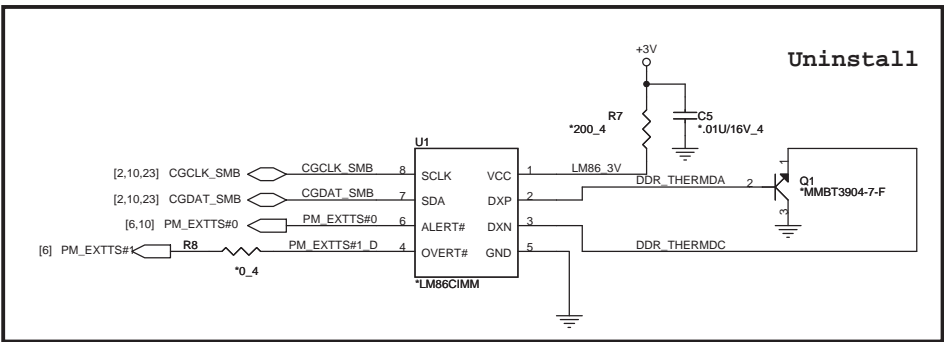 +3V
Uninstall
R7
*200_4
C5
*.01U/16V_4
U1
[2,10,23] CGCLK_SMB CGCLK_SMB 8 SCLK VCC 1 LM86_3V
[2,10,23] CGDAT_SMB CGDAT_SMB 7 SDA DXP 2 DDR_THERMDA 2 1 Q1
*MMBT3904-7-F
3
[6,10] PM_EXTTS#0 PM_EXTTS#0 6 ALERT# DXN 3
[6] PM_EXTTS#1 R8 PM_EXTTS#1_D 4 OVERT# GND 5 DDR_THERMDC
*0_4
*LM86CIMM